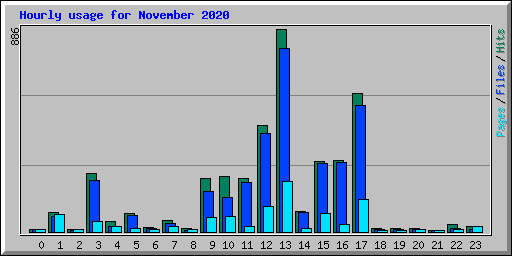 Hourly usage for November 2020
886
Pages/Files/Hits
0 1 2 3 4 5 6 7 8 9 10 11 12 13 14 15 16 17 18 19 20 21 22 23